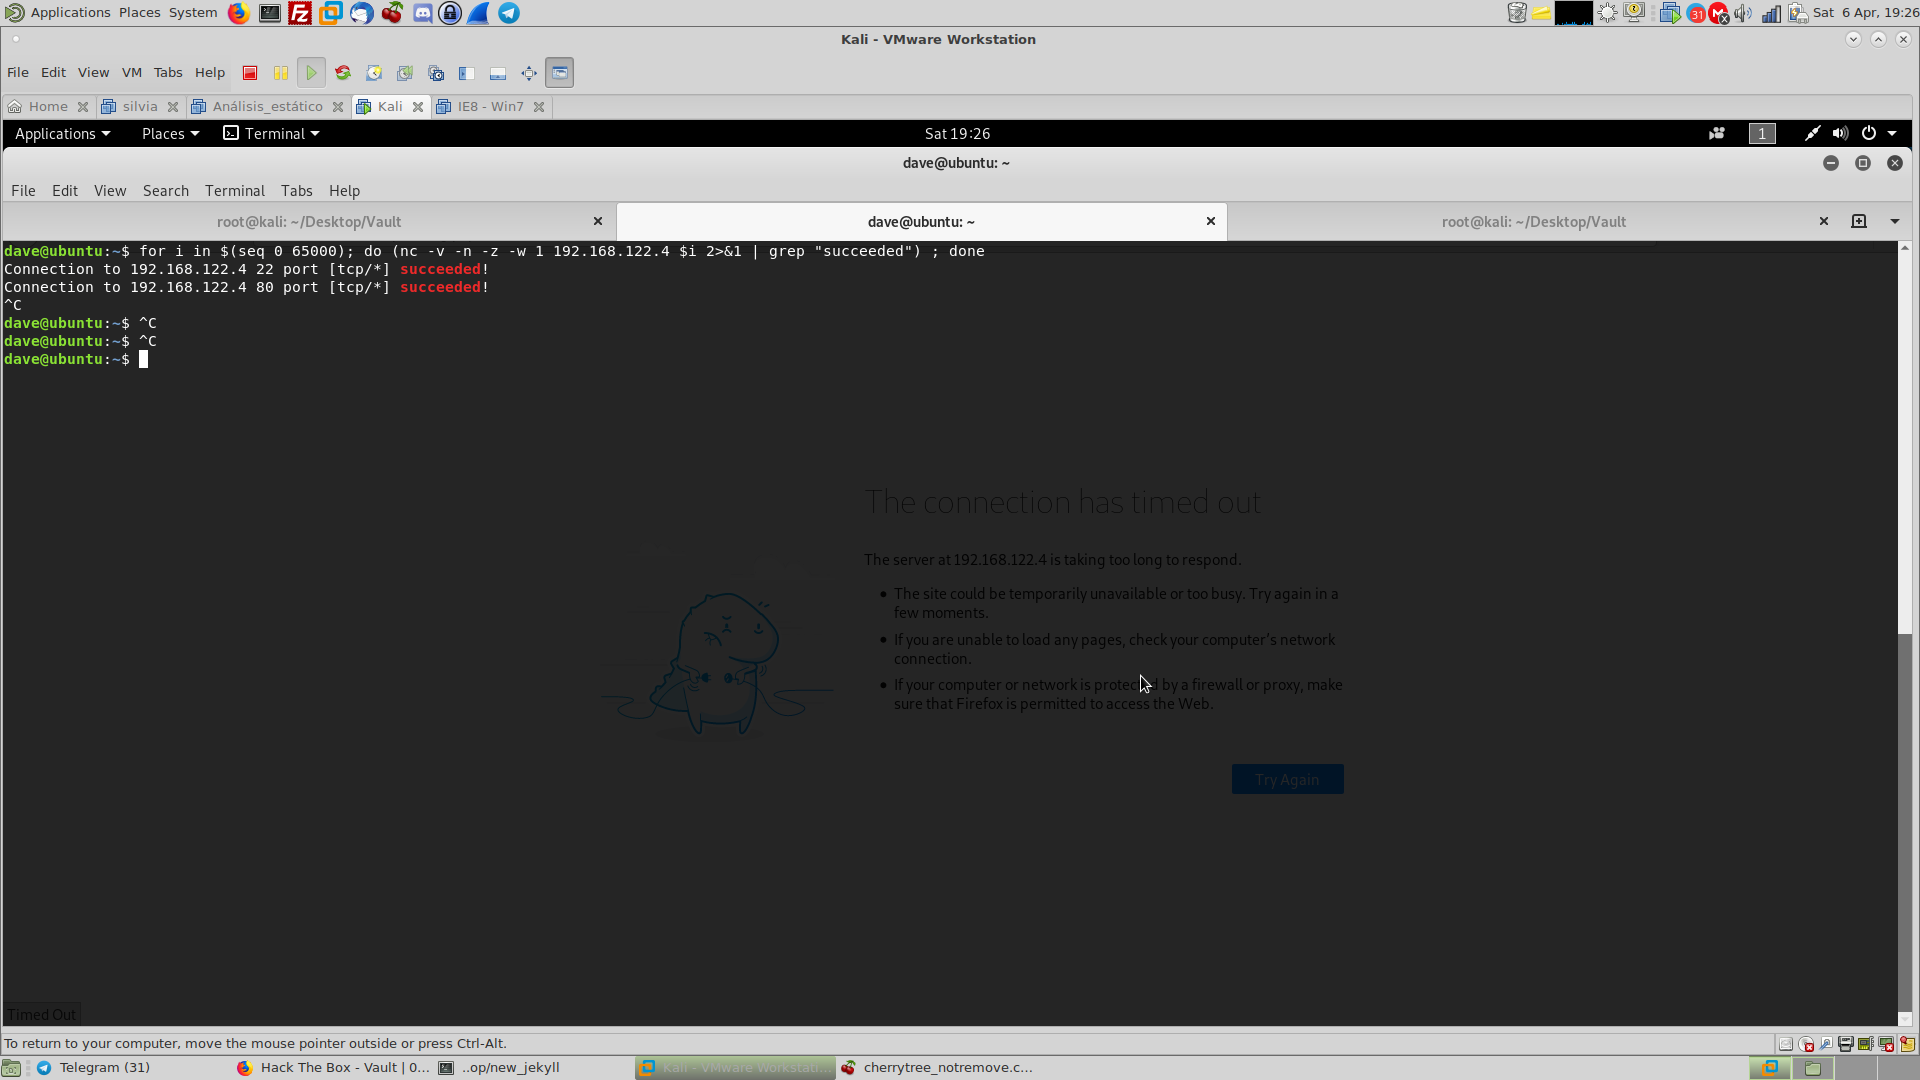 Applications Places System
31
Sat 6 Apr, 19:26
Kali - VMware Workstation
File Edit View VM Tabs Help
Home silvia Análisis_estático Kali IE8 - Win7
Applications Places Terminal Sat 19:26 1
dave@ubuntu: ~
File Edit View Search Terminal Tabs Help
root@kali: ~/Desktop/Vault dave@ubuntu: ~ root@kali: ~/Desktop/Vault
dave@ubuntu:~$ for i in $(seq 0 65000); do (nc -v -n -z -w 1 192.168.122.4 $i 2>&1 | grep "succeeded") ; done
Connection to 192.168.122.4 22 port [tcp/*] succeeded!
Connection to 192.168.122.4 80 port [tcp/*] succeeded!
^C
dave@ubuntu:~$ ^C
dave@ubuntu:~$ ^C
dave@ubuntu:~$
The connection has timed out
The server at 192.168.122.4 is taking too long to respond.
The site could be temporarily unavailable or too busy. Try again in a
few moments.
If you are unable to load any pages, check your computer's network
connection.
If your computer or network is protected by a firewall or proxy, make
sure that Firefox is permitted to access the Web.
Try Again
Timed Out
To return to your computer, move the mouse pointer outside or press Ctrl-Alt.
Telegram (31) Hack The Box - Vault | 0... ..op/new_jekyll Kali - VMware Workstati... cherrytree_notremove.c...